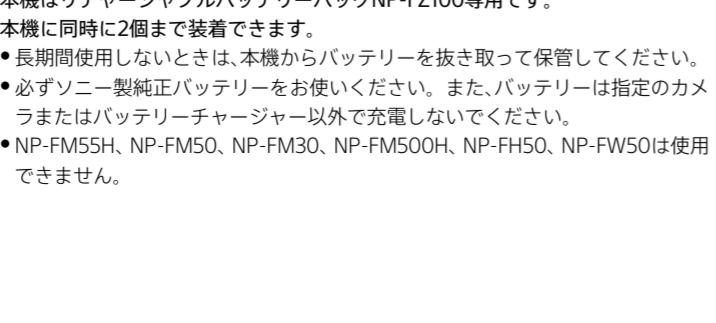 本機はリチャージャブルバッテリーパックNP-FZ100専用です。
本機に同時に2個まで装着できます。
•長期間使用しないときは、本機からバッテリーを抜き取って保管してください。
•必ずソニー製純正バッテリーをお使いください。また、バッテリーは指定のカメ
ラまたはバッテリーチャージャー以外で充電しないでください。
•NP-FM55H、NP-FM50、NP-FM30、NP-FM500H、NP-FH50、NP-FW50は使用
できません。